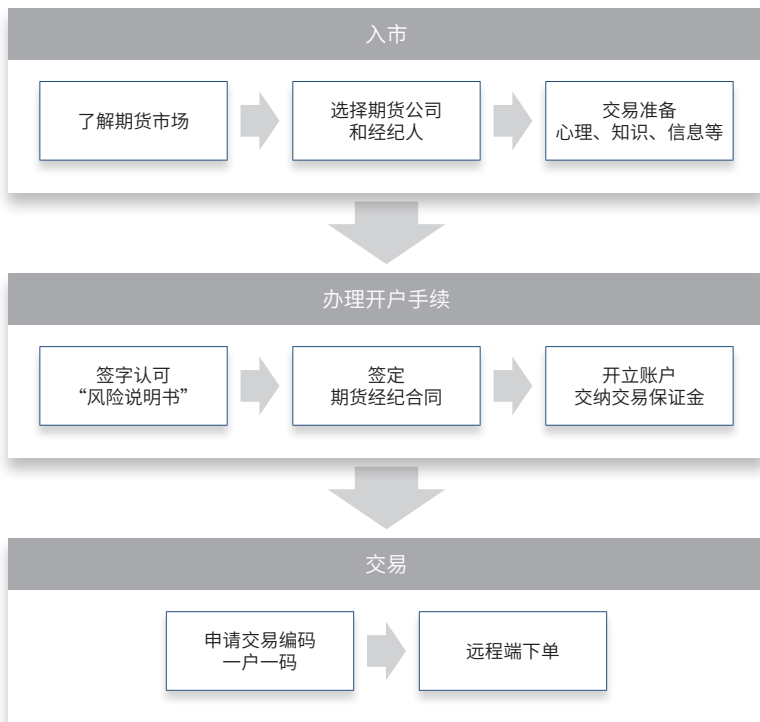 入市
了解期货市场
选择期货公司
和经纪人
交易准备
心理、知识、信息等
办理开户手续
签字认可
“风险说明书”
签定
期货经纪合同
开立账户
交纳交易保证金
交易
申请交易编码
一户一码
远程端下单